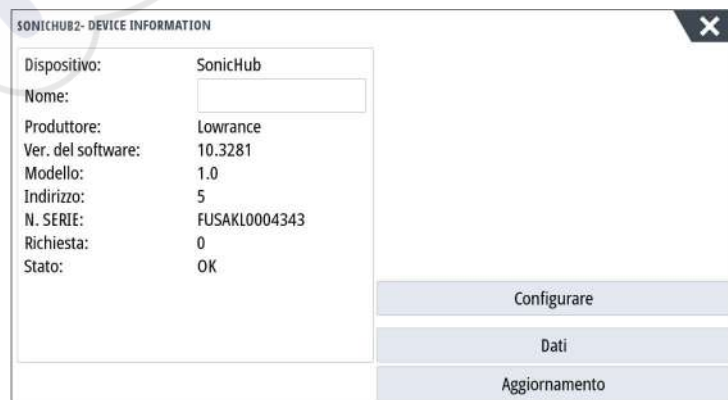 SONICHUB2- DEVICE INFORMATION
Dispositivo: SonicHub
Nome:
Produttore: Lowrance
Ver. del software: 10.3281
Modello: 1.0
Indirizzo: 5
N. SERIE: FUSAKL0004343
Richiesta: 0
Stato: OK
Configurare
Dati
Aggiornamento